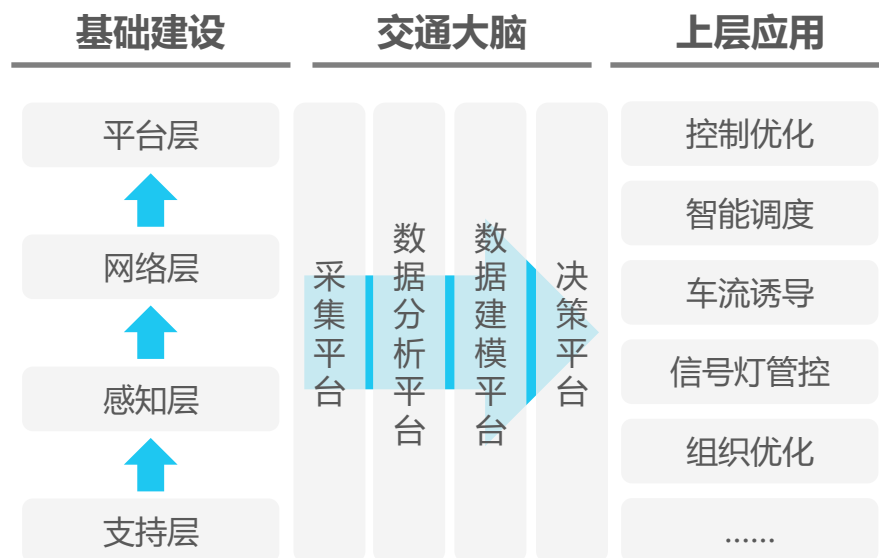 基础建设
交通大脑
上层应用
平台层
网络层
感知层
支持层
采集平台
数据分析平台
数据建模平台
决策平台
控制优化
智能调度
车流诱导
信号灯管控
组织优化
......